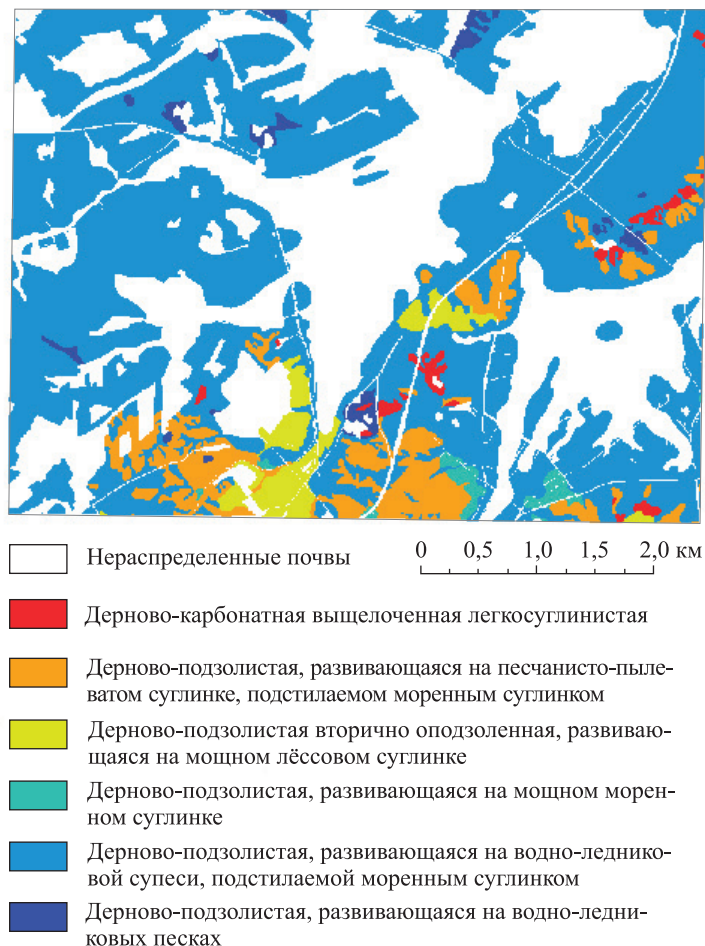 Нераспределенные почвы
0 0,5 1,0 1,5 2,0 км
Дерново-карбонатная выщелоченная легкосуглинистая
Дерново-подзолистая, развивающаяся на песчанисто-пыле-
ватом суглинке, подстилаемом моренным суглинком
Дерново-подзолистая вторично оподзоленная, развиваю-
щаяся на мощном лёссовом суглинке
Дерново-подзолистая, развивающаяся на мощном морен-
ном суглинке
Дерново-подзолистая, развивающаяся на водно-леднико-
вой супеси, подстилаемой моренным суглинком
Дерново-подзолистая, развивающаяся на водно-ледни-
ковых песках